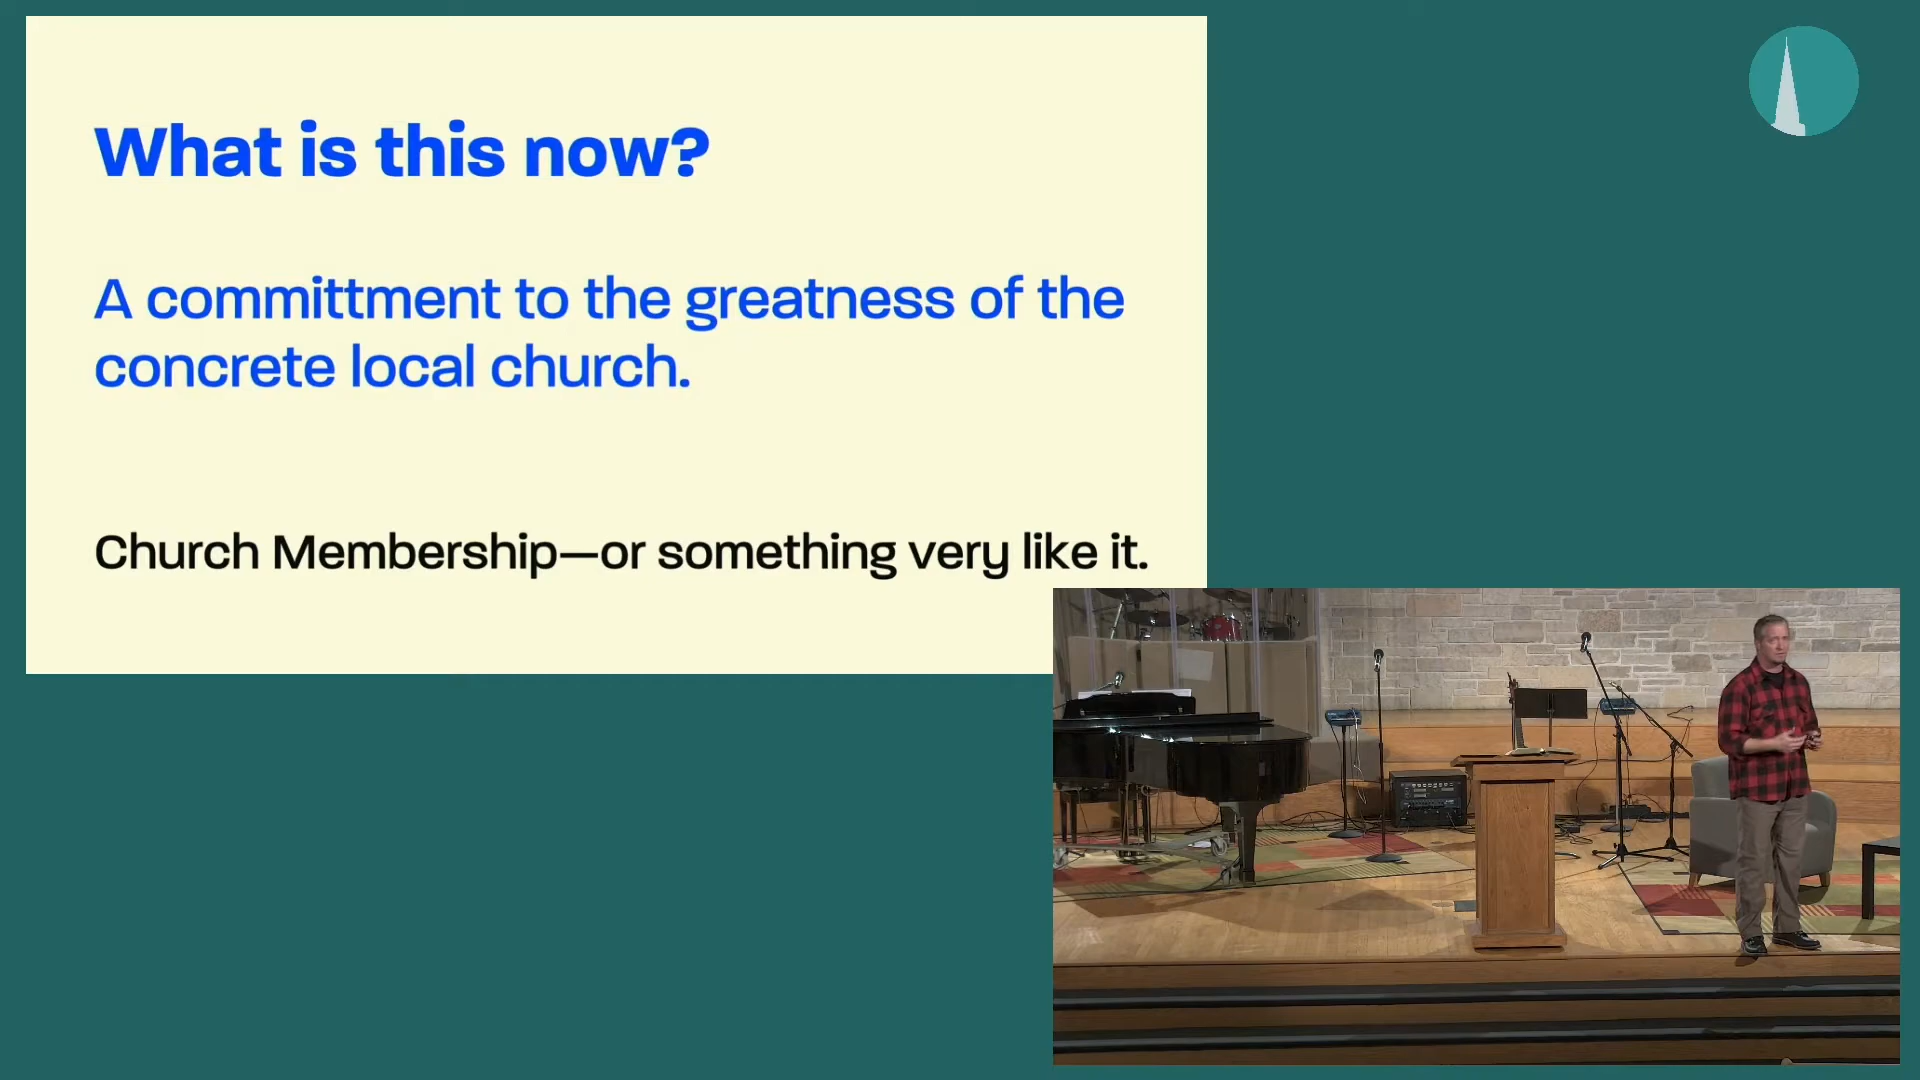 What is this now?
A committment to the greatness of the
concrete local church.
Church Membership—or something very like it.